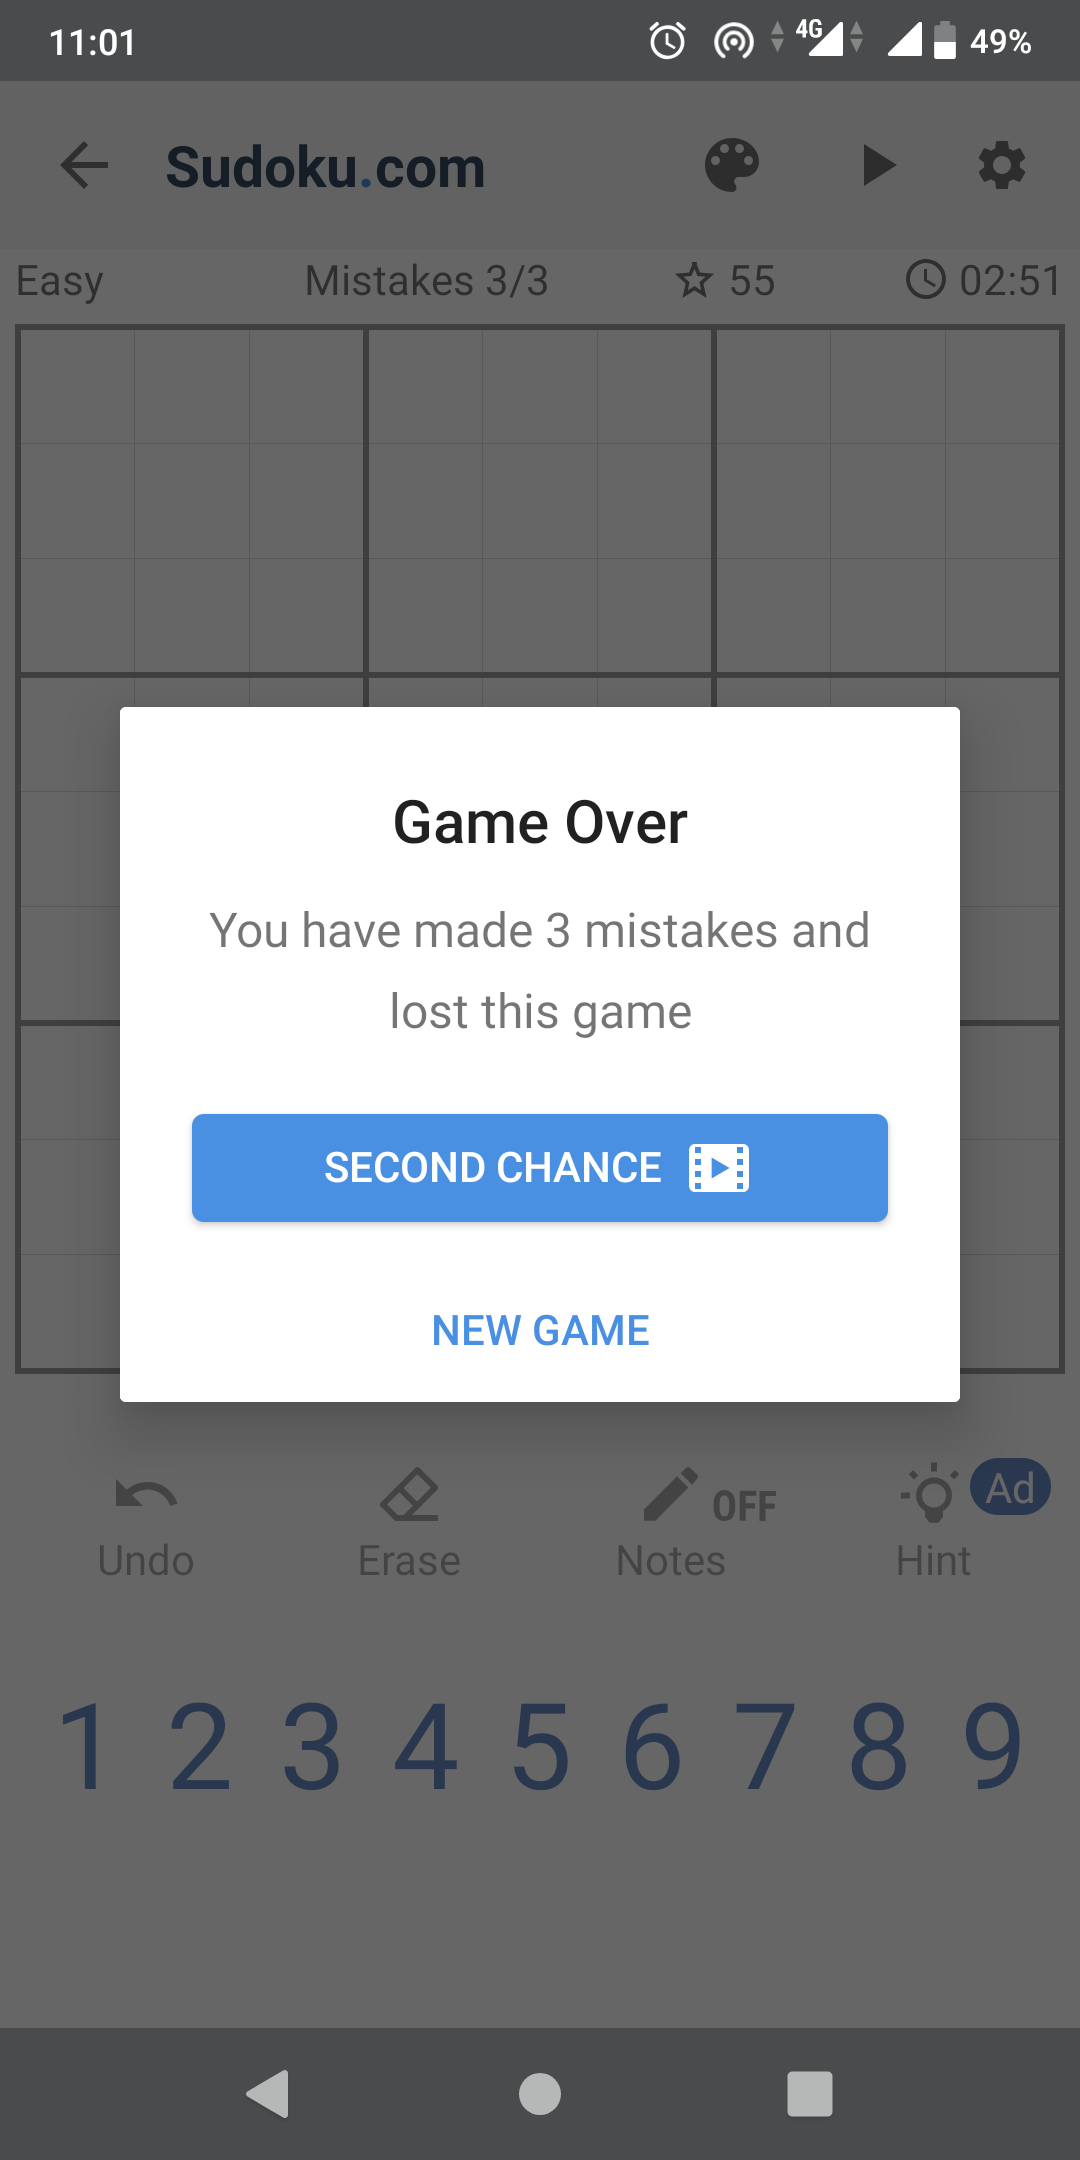 11:01
4G
49%
Sudoku.com
Easy
Mistakes 3/3
55
02:51
Game Over
You have made 3 mistakes and
lost this game
SECOND CHANCE
NEW GAME
OFF
Ad
Undo
Erase
Notes
Hint
1 2 3 4 5 6 7 8 9